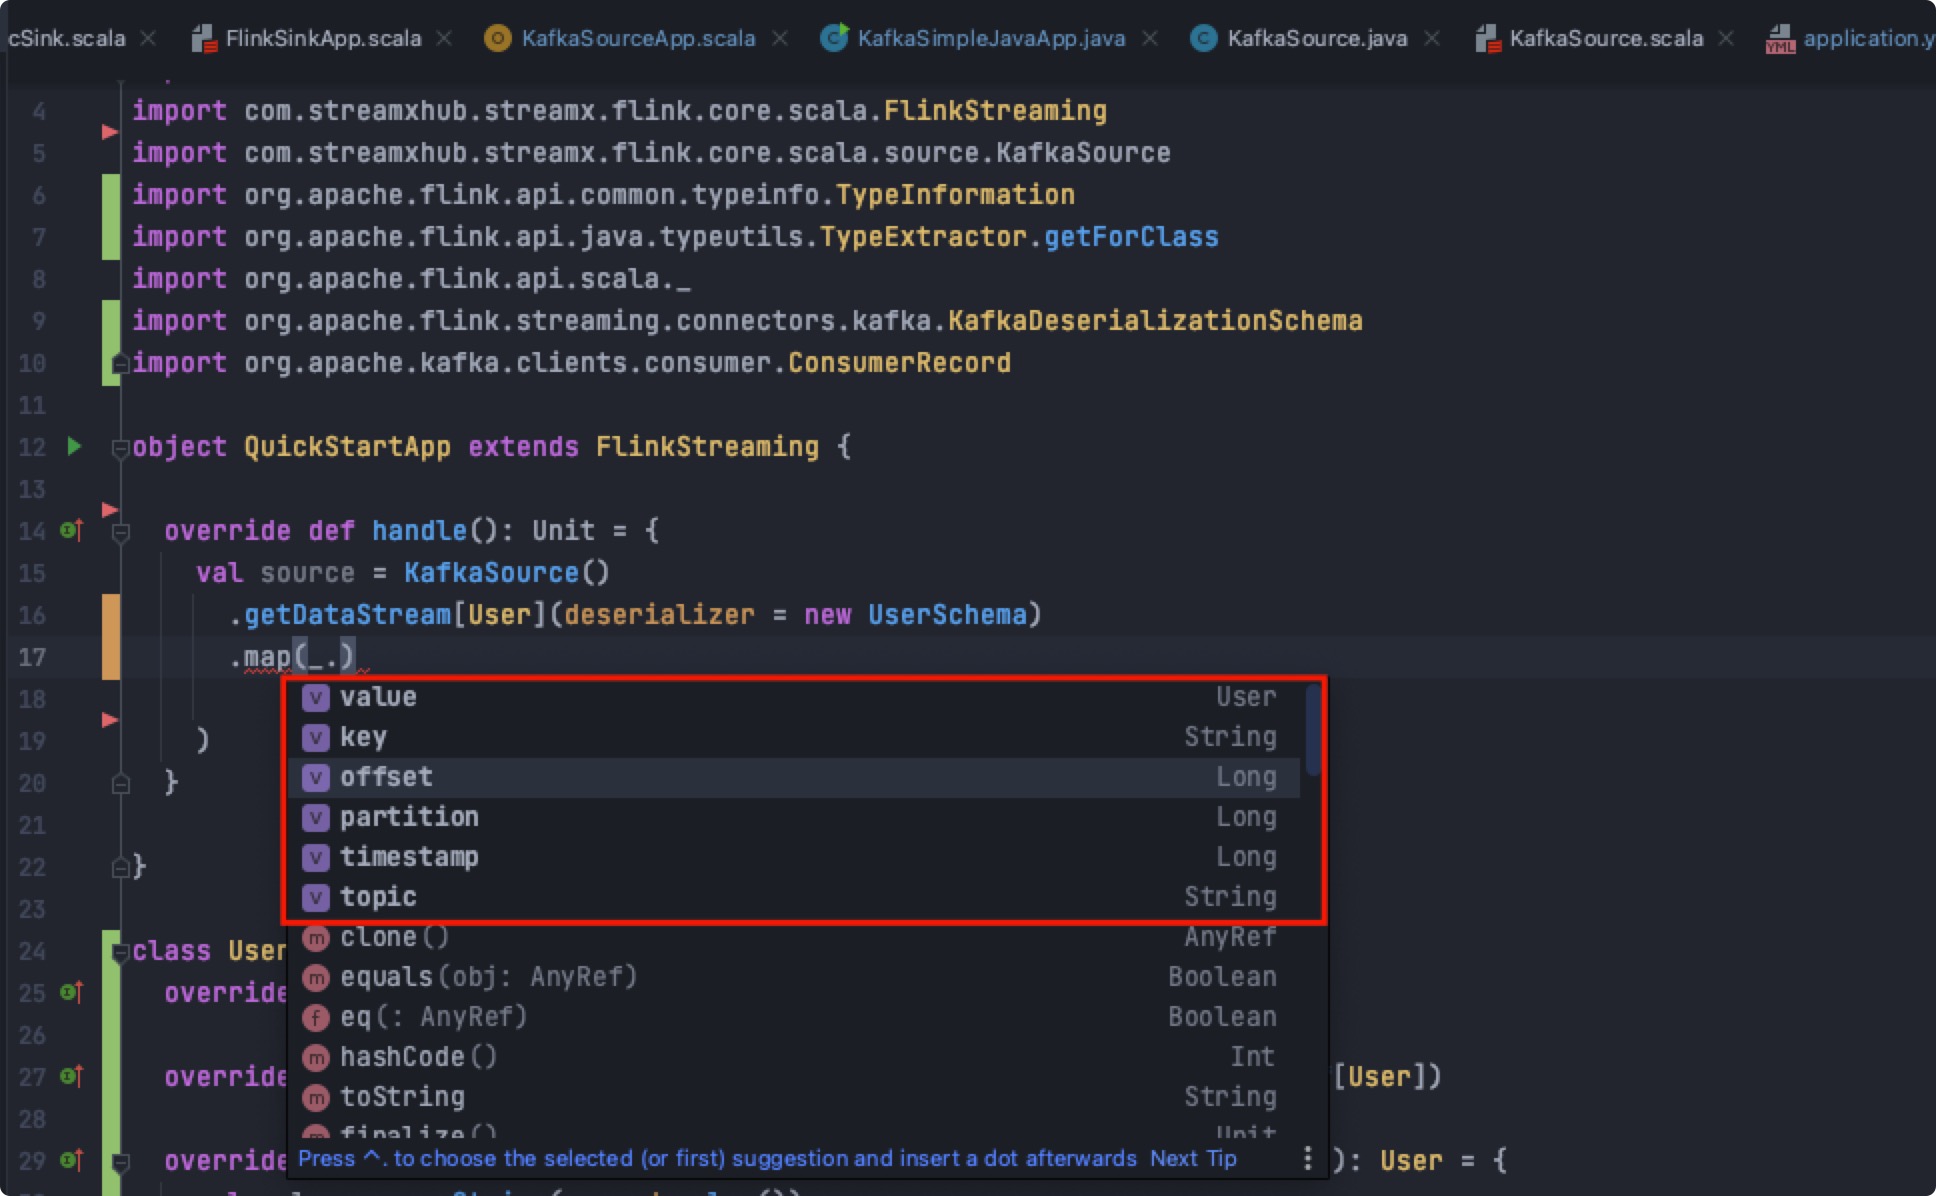 cSink.scala FlinkSinkApp.scala KafkaSourceApp.scala KafkaSimpleJavaApp.java KafkaSource.java KafkaSource.scala application.y
4 import com.streamxhub.streamx.flink.core.scala.FlinkStreaming
5 import com.streamxhub.streamx.flink.core.scala.source.KafkaSource
6 import org.apache.flink.api.common.typeinfo.TypeInformation
7 import org.apache.flink.api.java.typeutils.TypeExtractor.getForClass
8 import org.apache.flink.api.scala._
9 import org.apache.flink.streaming.connectors.kafka.KafkaDeserializationSchema
10 import org.apache.kafka.clients.consumer.ConsumerRecord
11
12 object QuickStartApp extends FlinkStreaming {
13
14 override def handle(): Unit = {
15 val source = KafkaSource()
16 .getDataStream[User](deserializer = new UserSchema)
17 .map(_.)
18
19 )
20 }
21
22 }
23
24 class User
25 override
26
27 override [User])
28
29 override ): User = {
value User
key String
offset Long
partition Long
timestamp Long
topic String
clone() AnyRef
equals(obj: AnyRef) Boolean
eq(: AnyRef) Boolean
hashCode() Int
toString String
finalize() Unit
Press ^. to choose the selected (or first) suggestion and insert a dot afterwards Next Tip